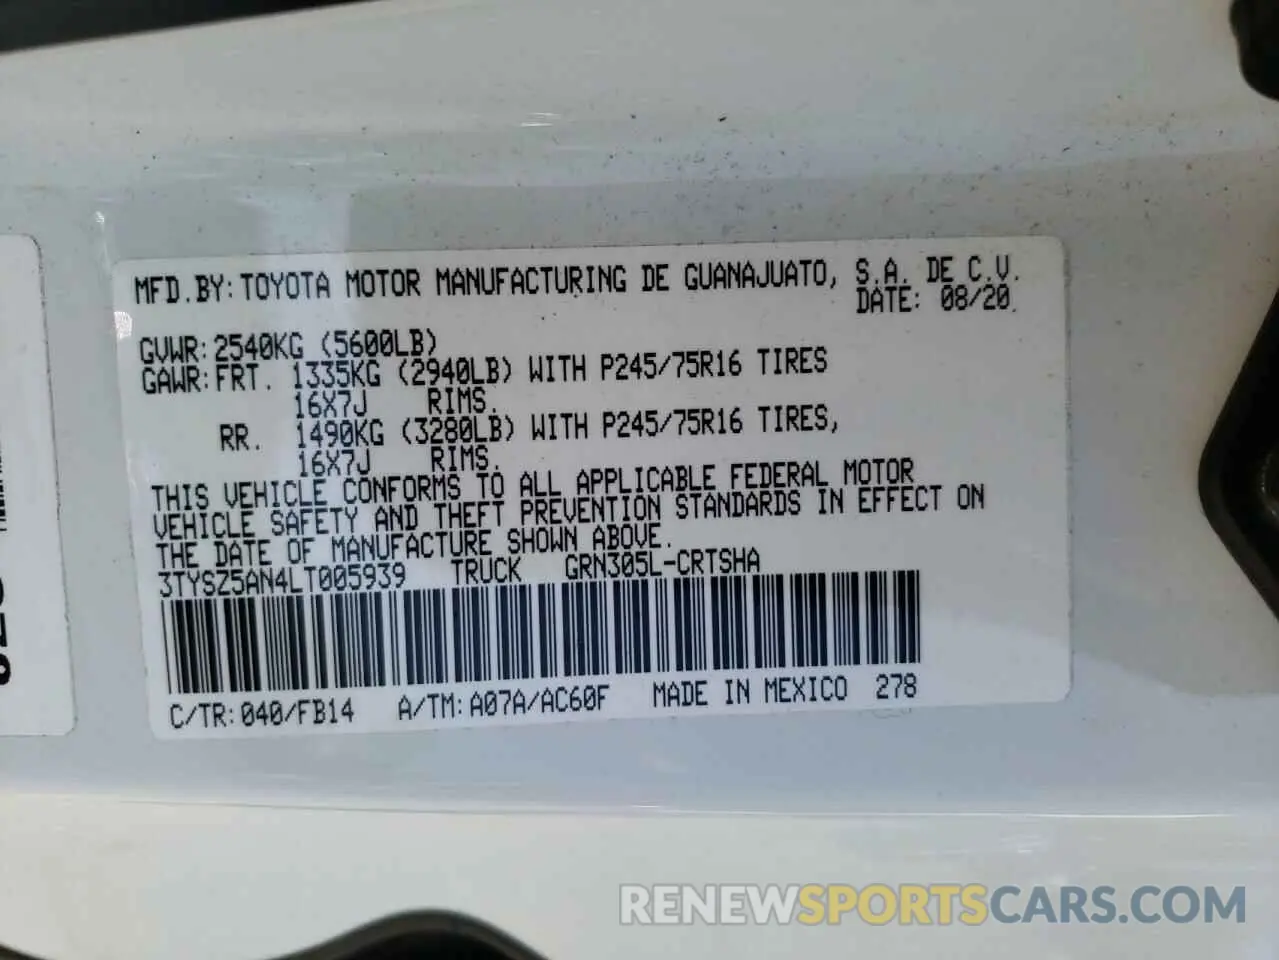 MFD.BY:TOYOTA MOTOR MANUFACTURING DE GUANAJUATO, S.A. DE C.V.
DATE: 08/20
GVWR:2540KG (5600LB)
GAWR:FRT. 1335KG (2940LB) WITH P245/75R16 TIRES
16X7J RIMS.
RR. 1490KG (3280LB) WITH P245/75R16 TIRES,
16X7J RIMS.
THIS VEHICLE CONFORMS TO ALL APPLICABLE FEDERAL MOTOR
VEHICLE SAFETY AND THEFT PREVENTION STANDARDS IN EFFECT ON
THE DATE OF MANUFACTURE SHOWN ABOVE.
3TYSZ5AN4LT005939 TRUCK GRN305L-CRTSHA
C/TR:040/FB14 A/TM:A07A/AC60F MADE IN MEXICO 278
RENEWSPORTSCARS.COM